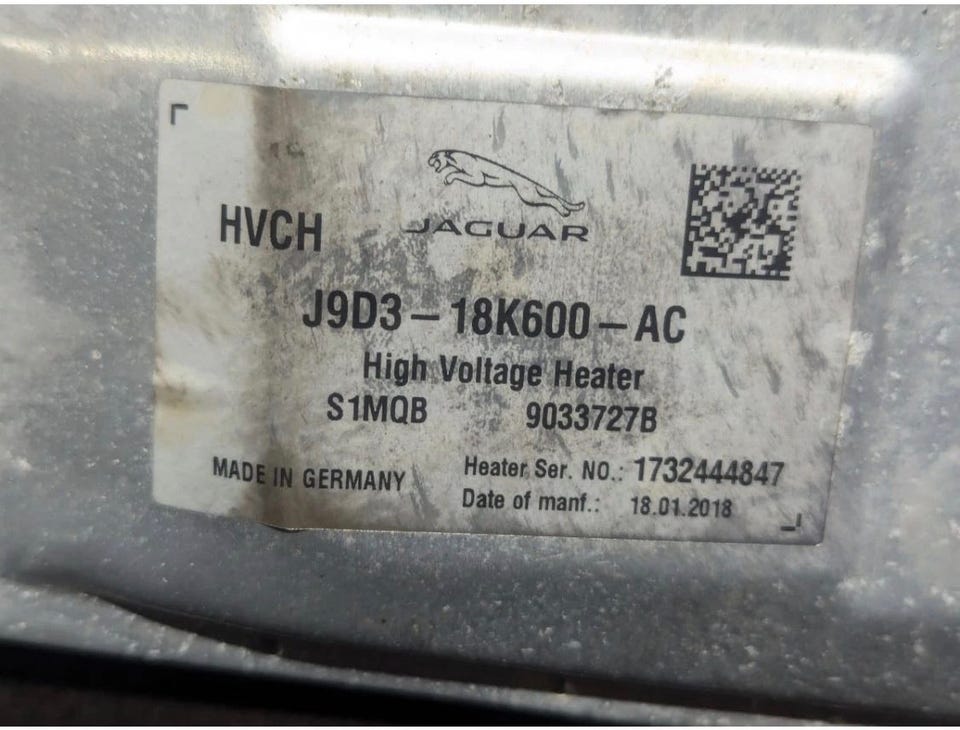 JAGUAR
HVCH
J9D3-18K600-AC
High Voltage Heater
S1MQB 9033727B
MADE IN GERMANY
Heater Ser. NO.: 1732444847
Date of manf.: 18.01.2018